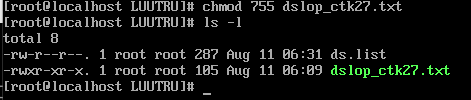 [root@localhost LUUTRU]# chmod 755 dslop_ctk27.txt
[root@localhost LUUTRU]# ls -l
total 8
-rw-r--r--. 1 root root 287 Aug 11 06:31 ds.list
-rwxr-xr-x. 1 root root 105 Aug 11 06:09 dslop_ctk27.txt
[root@localhost LUUTRU]# _